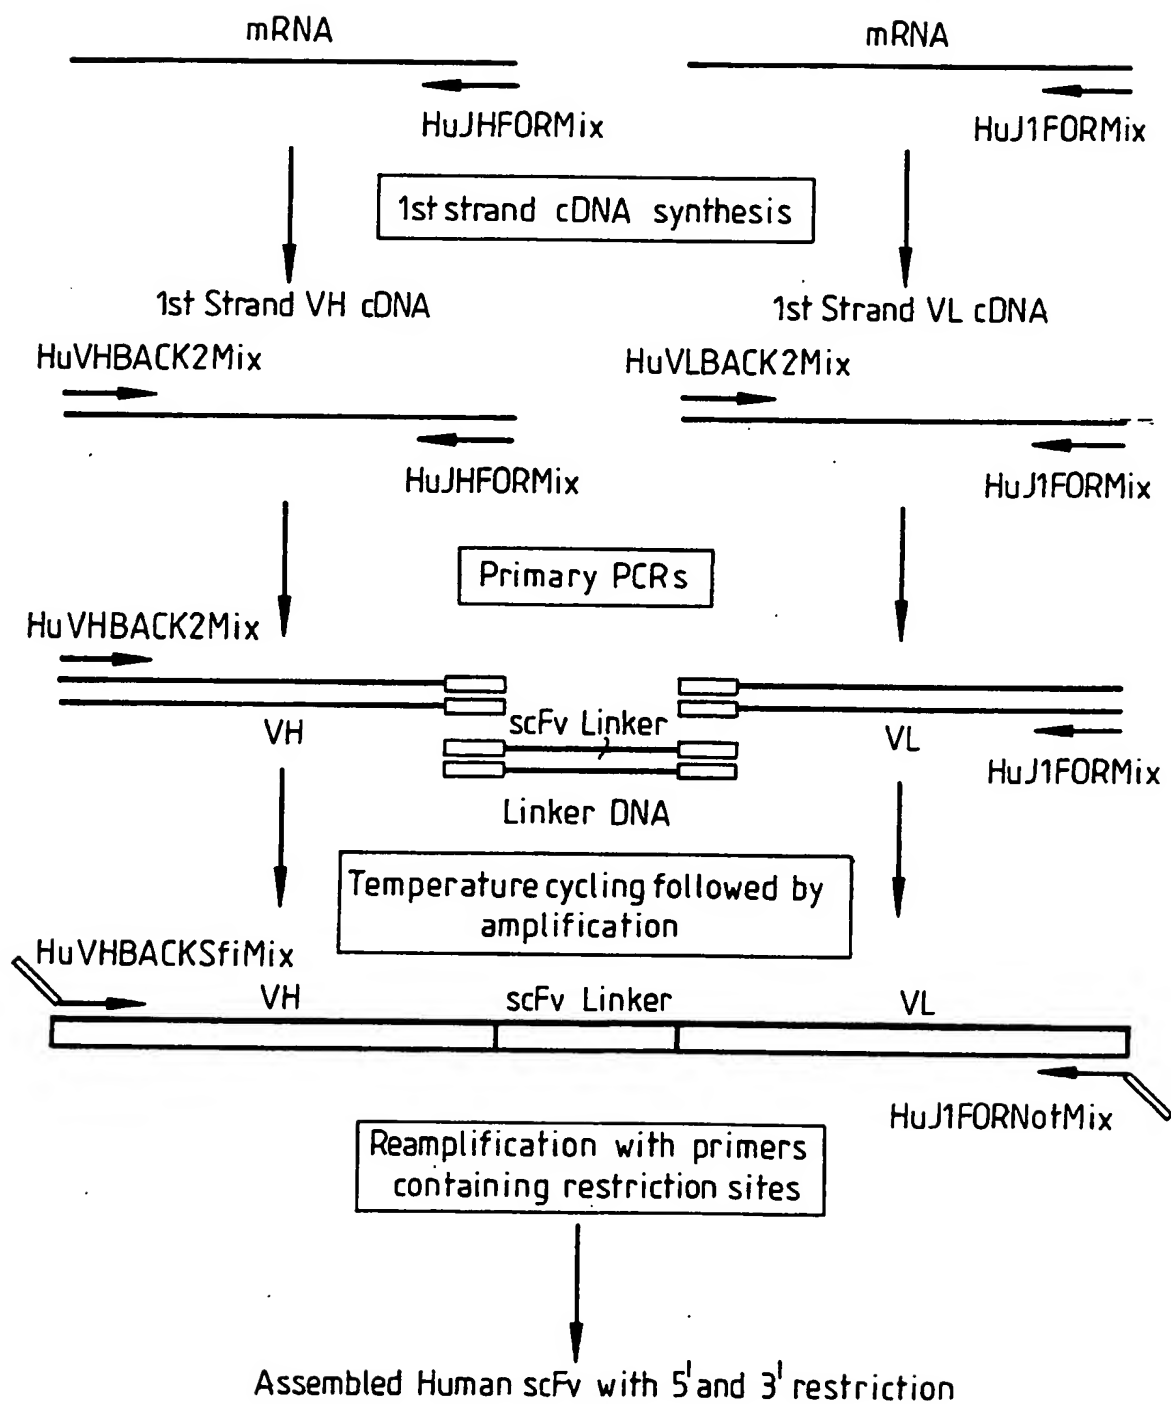 mRNA
mRNA
HuJHFORMix
HuJ1FORMix
1st strand cDNA synthesis
1st Strand VH cDNA
1st Strand VL cDNA
HuVHBACK2Mix
HuVLBACK2Mix
HuJHFORMix
HuJ1FORMix
Primary PCRs
HuVHBACK2Mix
VH
scFv Linker
VL
HuJ1FORMix
Linker DNA
Temperature cycling followed by
amplification
HuVHBACKSfiMix
VH
scFv Linker
VL
HuJ1FORNotMix
Reamplification with primers
containing restriction sites
Assembled Human scFv with 5' and 3' restriction